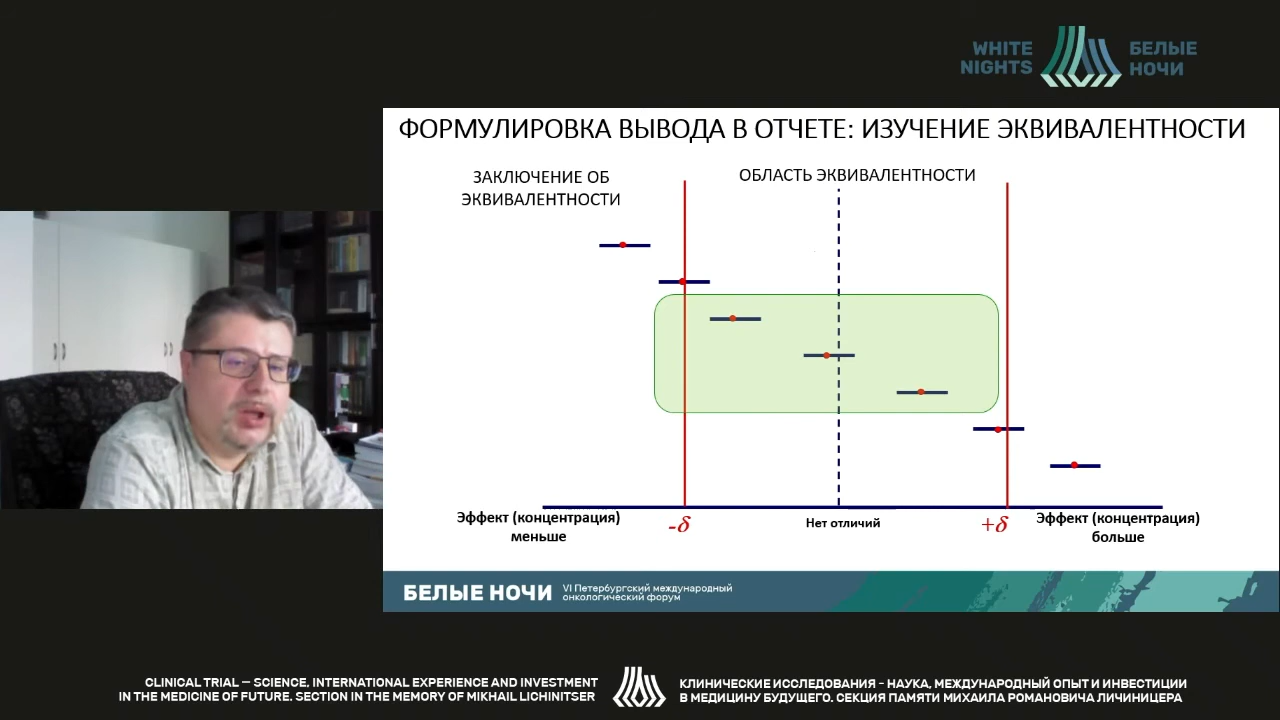 WHITE
NIGHTS
БЕЛЫЕ
НОЧИ
ФОРМУЛИРОВКА ВЫВОДА В ОТЧЕТЕ: ИЗУЧЕНИЕ ЭКВИВАЛЕНТНОСТИ
ЗАКЛЮЧЕНИЕ ОБ
ЭКВИВАЛЕНТНОСТИ
ОБЛАСТЬ ЭКВИВАЛЕНТНОСТИ
Эффект (концентрация)
меньше
-δ
Нет отличий
+δ
Эффект (концентрация)
больше
БЕЛЫЕ НОЧИ
VI Петербургский международный
онкологический форум
CLINICAL TRIAL — SCIENCE, INTERNATIONAL EXPERIENCE AND INVESTMENT
IN THE MEDICINE OF FUTURE. SECTION IN THE MEMORY OF MIKHAIL LICHINITSER
КЛИНИЧЕСКИЕ ИССЛЕДОВАНИЯ – НАУКА, МЕЖДУНАРОДНЫЙ ОПЫТ И ИНВЕСТИЦИИ
В МЕДИЦИНУ БУДУЩЕГО. СЕКЦИЯ ПАМЯТИ МИХАИЛА РОМАНОВИЧА ЛИЧИНИЦЕРА